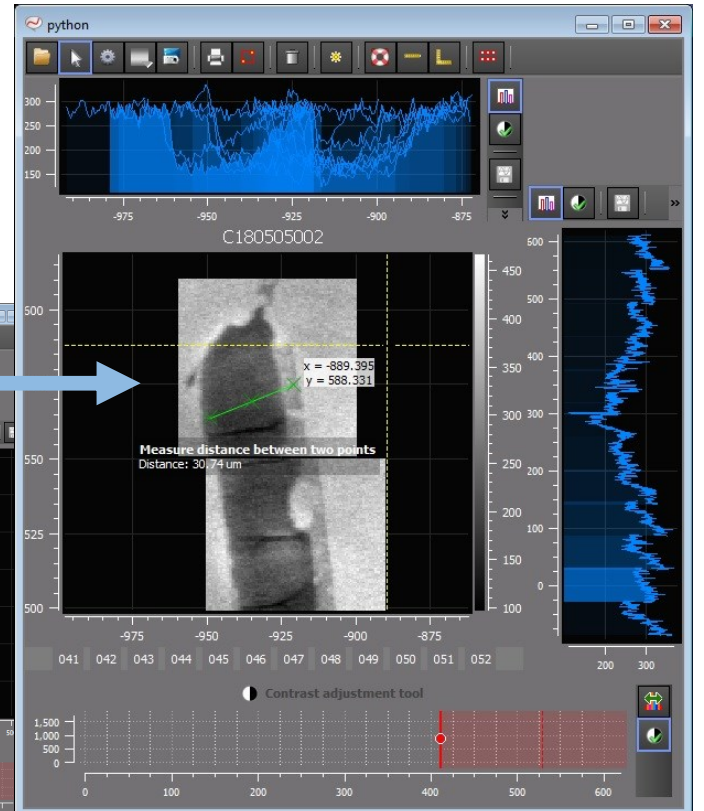 python
300
250
200
150
-975 -950 -925 -900 -875
C180505002
500
550
525
500
-975 -950 -925 -900 -875
x = -889.395
y = 588.331
Measure distance between two points
Distance: 30.74 um
450
400
350
300
250
200
150
100
600
500
400
300
200
100
0
200 300
041 042 043 044 045 046 047 048 049 050 051 052
Contrast adjustment tool
1,500
1,000
500
0
0 100 200 300 400 500 600